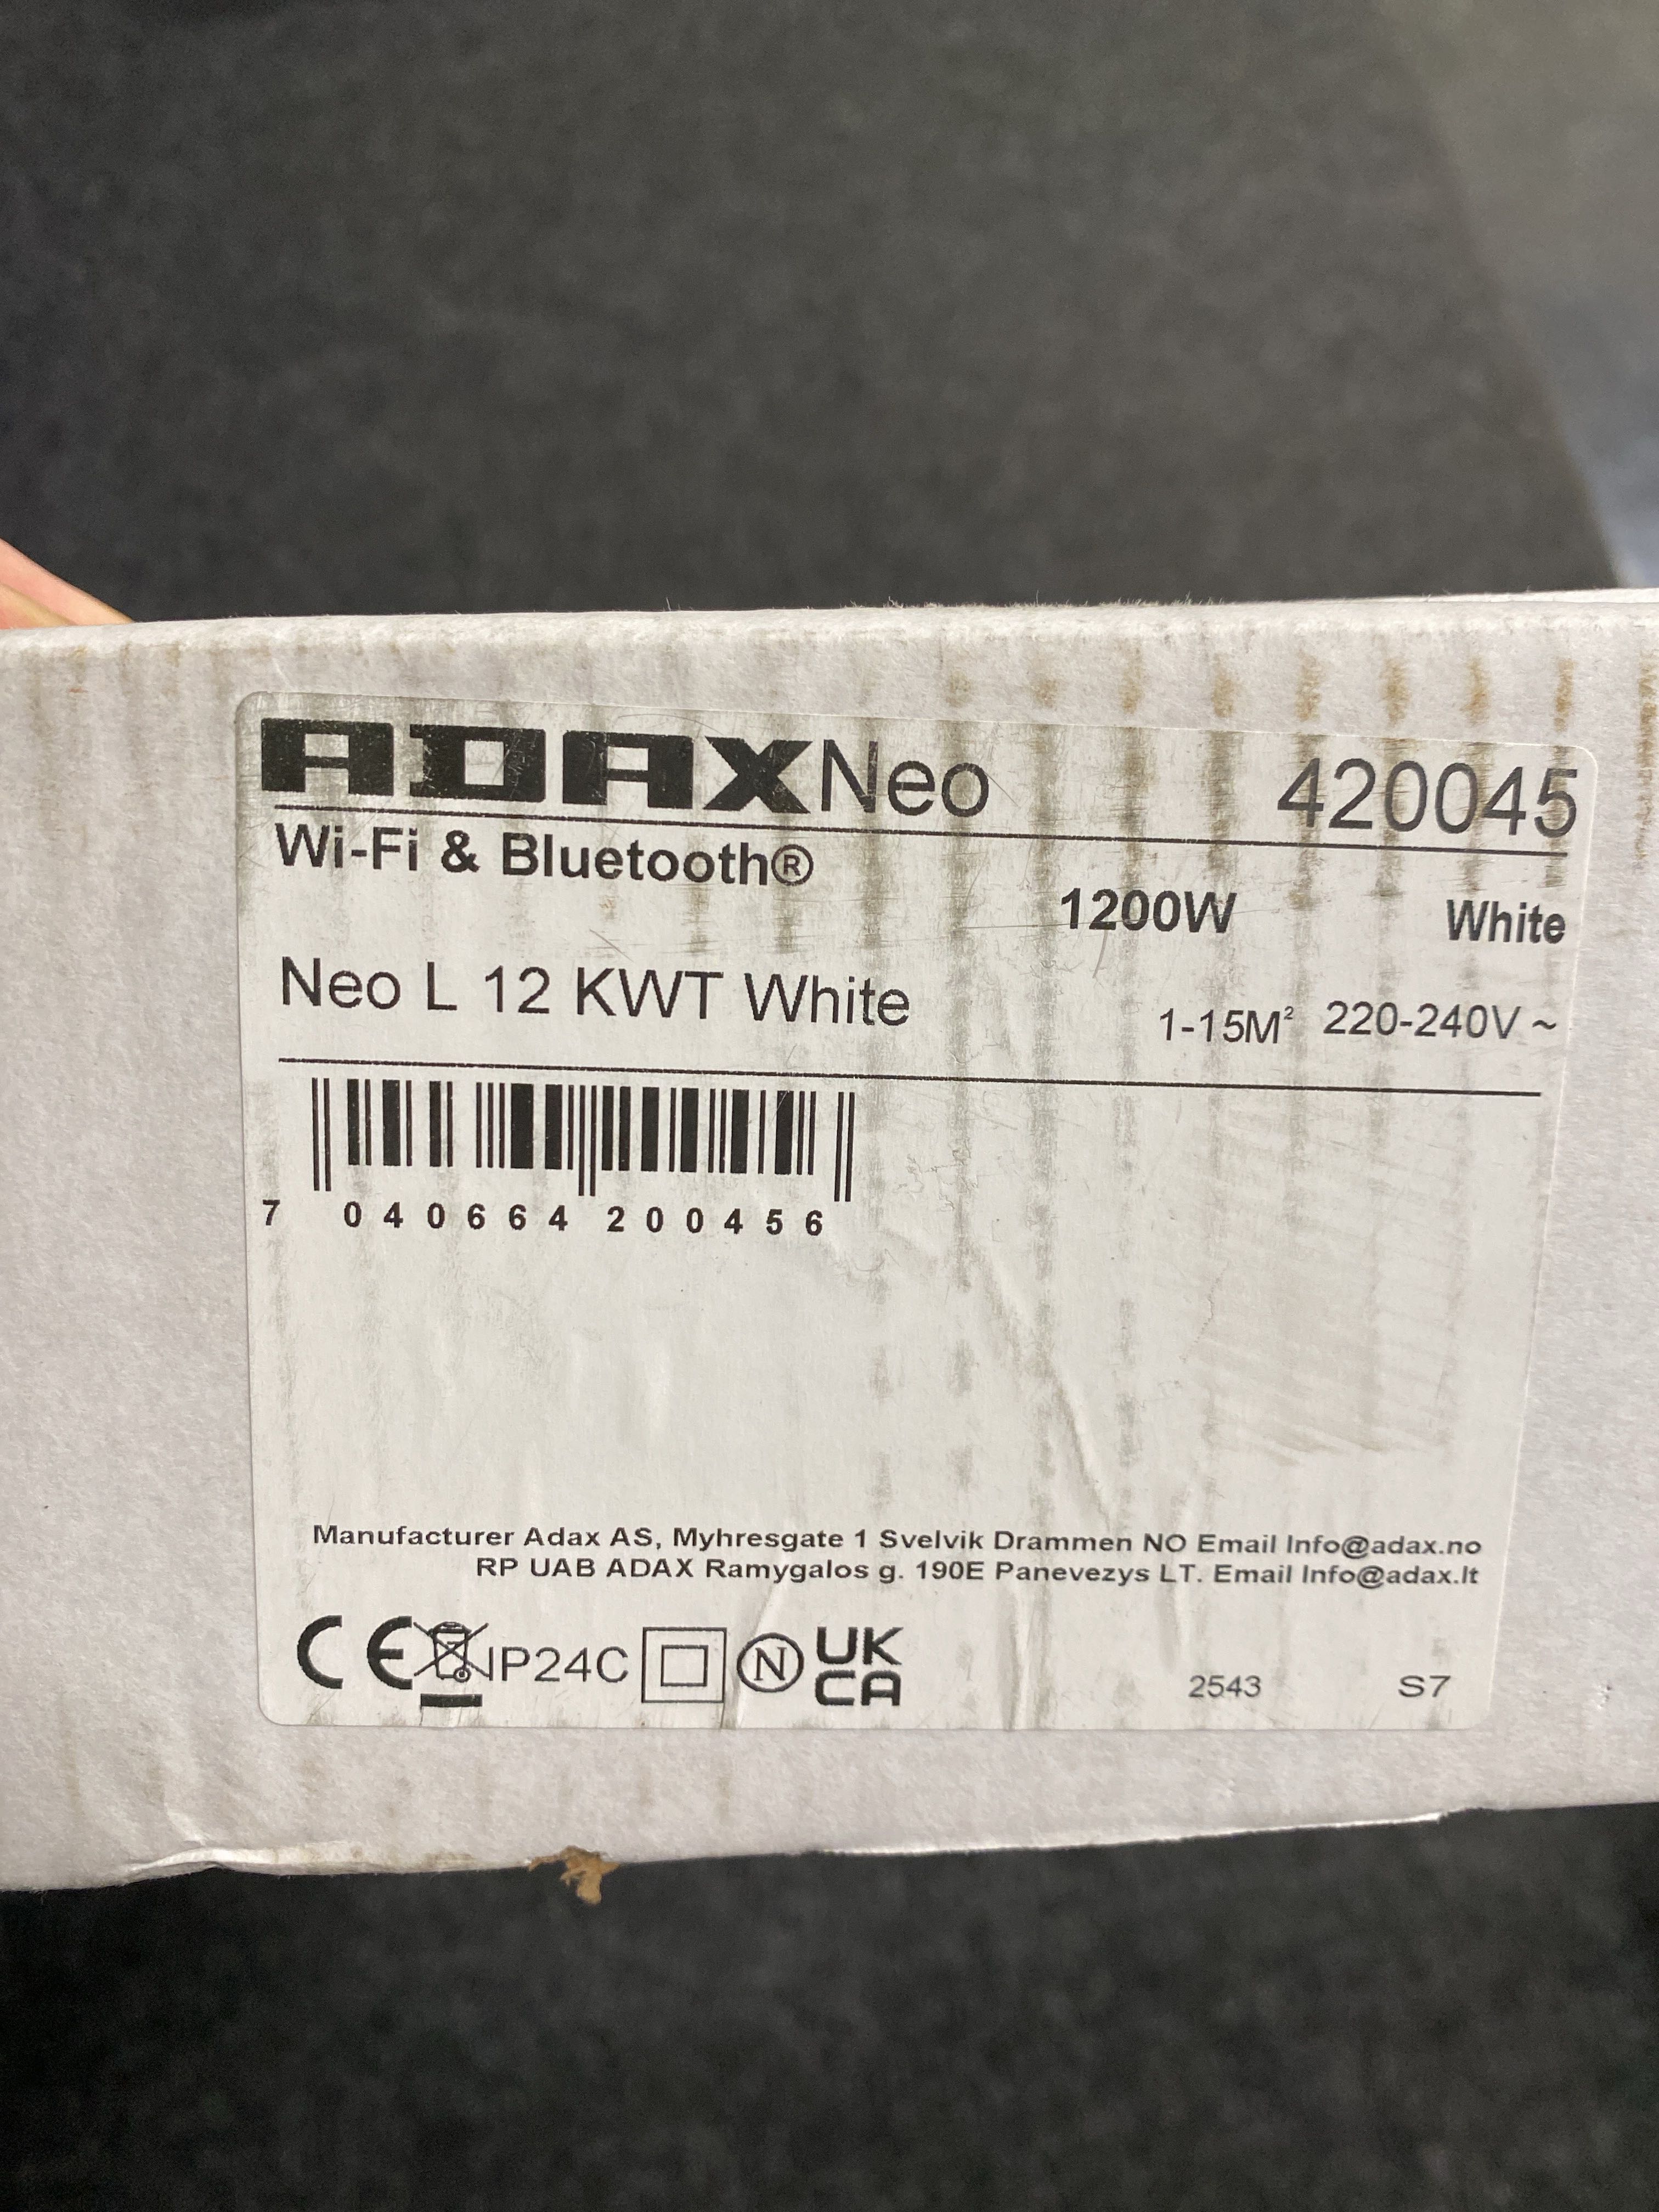 ADAX Neo 420045
Wi-Fi & Bluetooth®
1200W White
Neo L 12 KWT White
1-15M² 220-240V ~
7 040664 200456
Manufacturer Adax AS, Myhresgate 1 Svelvik Drammen NO Email Info@adax.no
RP UAB ADAX Ramygalos g. 190E Panevezys LT. Email Info@adax.lt
CE IP24C N UK
CA
2543 S7